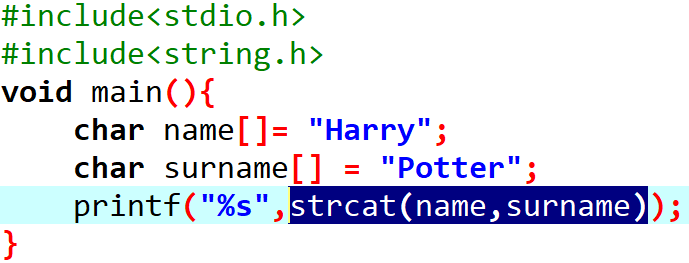 #include<stdio.h>
#include<string.h>
void main(){
    char name[]= "Harry";
    char surname[] = "Potter";
    printf("%s",strcat(name,surname));
}